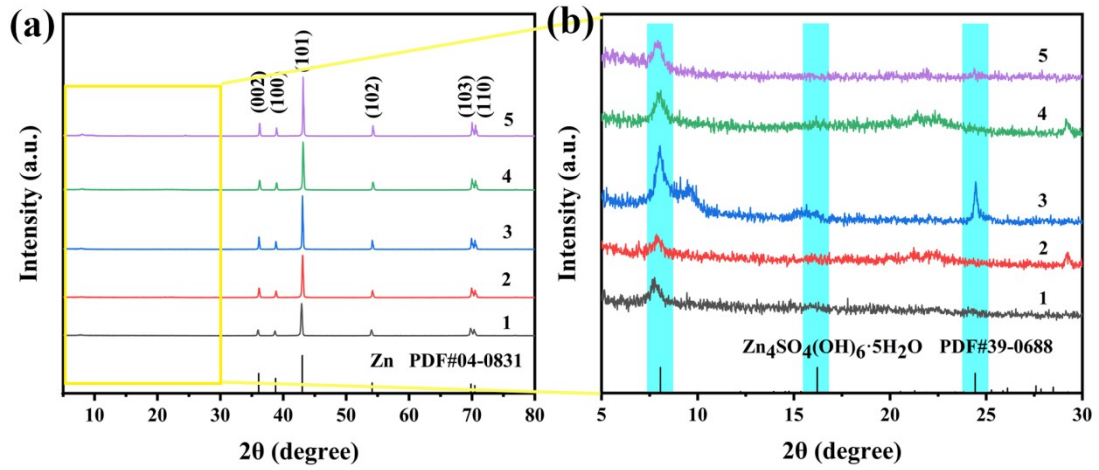 (a)
Intensity (a.u.)
(002)
(100)
(101)
(102)
(103)
(110)
5
4
3
2
1
Zn PDF#04-0831
10 20 30 40 50 60 70 80
2θ (degree)
(b)
Intensity (a.u.)
5
4
3
2
1
Zn₄SO₄(OH)₆·5H₂O PDF#39-0688
5 10 15 20 25 30
2θ (degree)